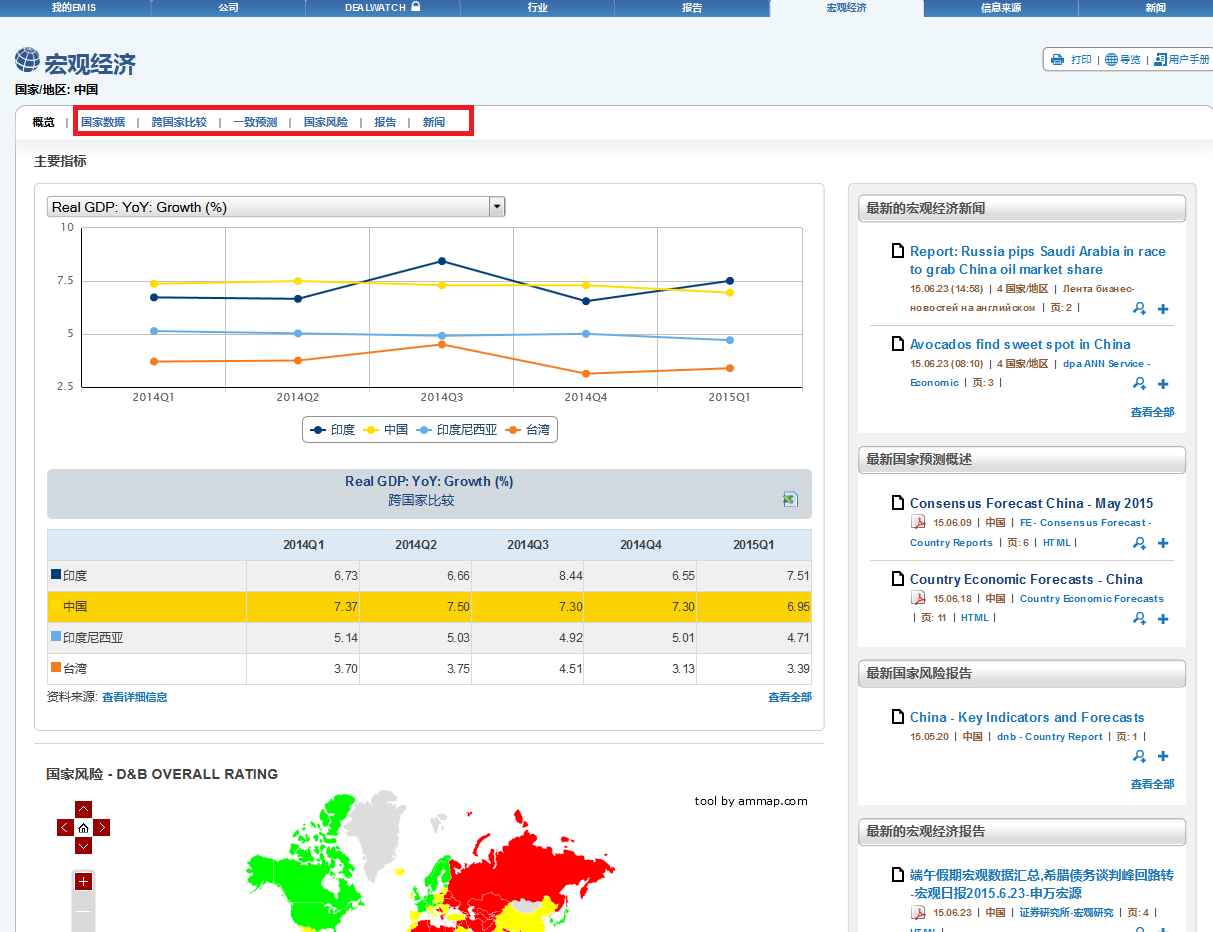 我的EMIS 公司 DEALWATCH 行业 报告 宏观经济 信息来源 新闻
宏观经济
国家/地区: 中国
打印 | 导览 | 用户手册
概览 | 国家数据 | 跨国家比较 | 一致预测 | 国家风险 | 报告 | 新闻
主要指标
Real GDP: YoY: Growth (%)
10
7.5
5
2.5
2014Q1 2014Q2 2014Q3 2014Q4 2015Q1
印度 中国 印度尼西亚 台湾
Real GDP: YoY: Growth (%)
跨国家比较
2014Q1 2014Q2 2014Q3 2014Q4 2015Q1
印度 6.73 6.66 8.44 6.55 7.51
中国 7.37 7.50 7.30 7.30 6.95
印度尼西亚 5.14 5.03 4.92 5.01 4.71
台湾 3.70 3.75 4.51 3.13 3.39
资料来源: 查看详细信息 查看全部
国家风险 - D&B OVERALL RATING
tool by ammap.com
最新的宏观经济新闻
Report: Russia pips Saudi Arabia in race
to grab China oil market share
15.06.23 (14:58) | 4 国家/地区 | Лента бизнес-
новостей на английском | 页: 2 |
Avocados find sweet spot in China
15.06.23 (08:10) | 4 国家/地区 | dpa ANN Service -
Economic | 页: 3 |
查看全部
最新国家预测概述
Consensus Forecast China - May 2015
15.06.09 | 中国 | FE- Consensus Forecast -
Country Reports | 页: 6 | HTML |
Country Economic Forecasts - China
15.06.18 | 中国 | Country Economic Forecasts
| 页: 11 | HTML |
最新国家风险报告
China - Key Indicators and Forecasts
15.05.20 | 中国 | dnb - Country Report | 页: 1 |
查看全部
最新的宏观经济报告
端午假期宏观数据汇总,希腊债务谈判峰回路转
-宏观日报2015.6.23-申万宏源
15.06.23 | 中国 | 证券研究所-宏观研究 | 页: 4 |
HTML |